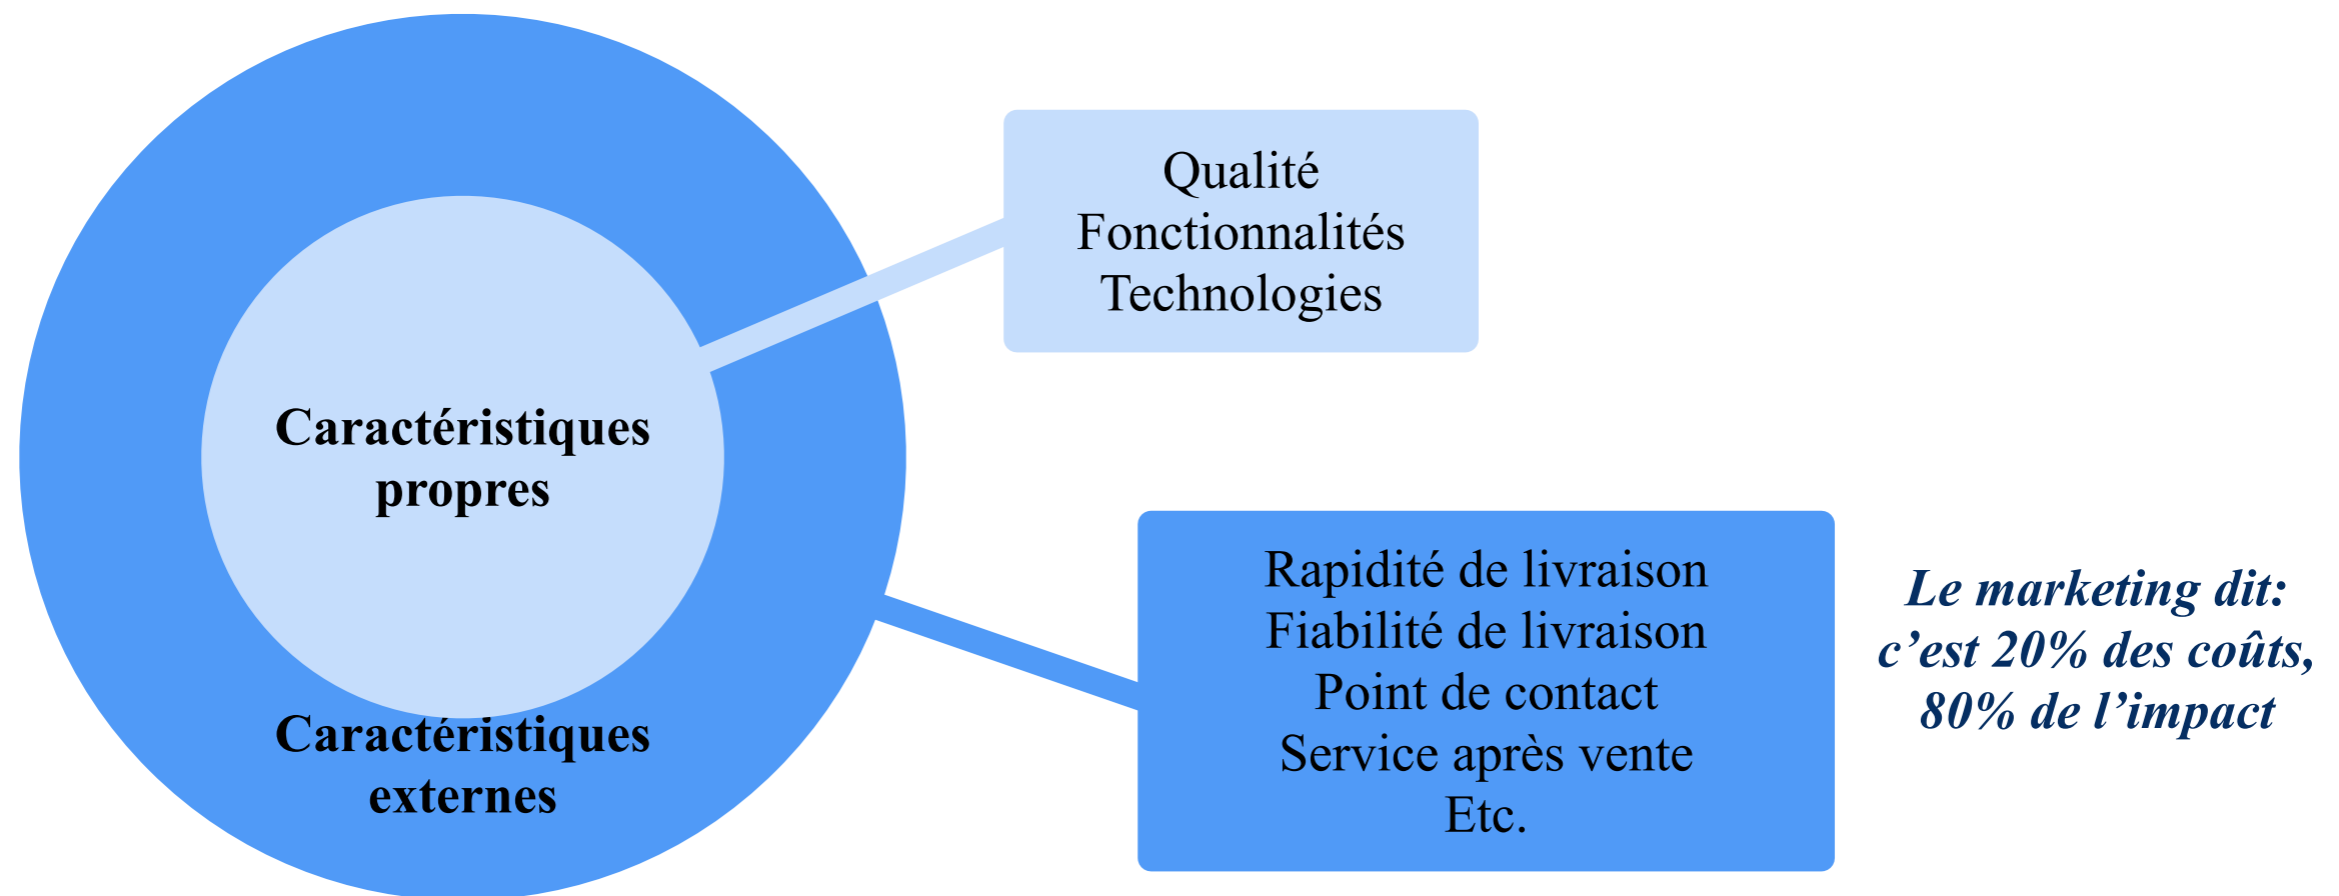 Caractéristiques
propres
Caractéristiques
externes
Qualité
Fonctionnalités
Technologies
Rapidité de livraison
Fiabilité de livraison
Point de contact
Service après vente
Etc.
Le marketing dit:
c’est 20% des coûts,
80% de l’impact